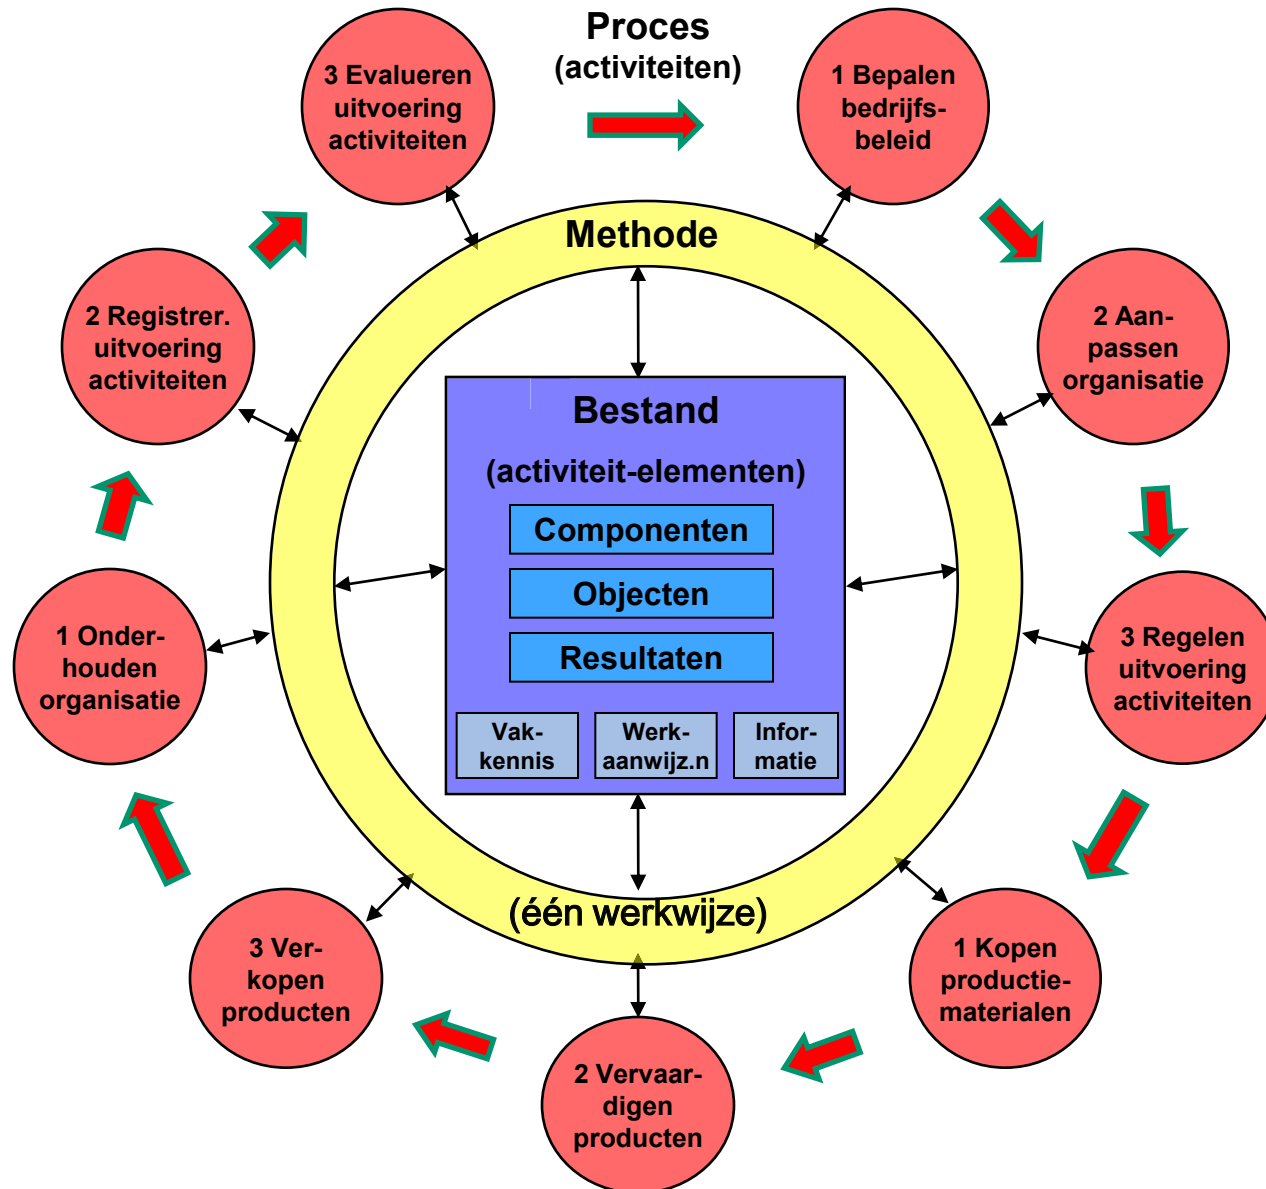 Proces
(activiteiten)
1 Bepalen
bedrijfs-
beleid
2 Aan-
passen
organisatie
3 Regelen
uitvoering
activiteiten
1 Kopen
productie-
materialen
2 Vervaar-
digen
producten
3 Ver-
kopen
producten
1 Onder-
houden
organisatie
2 Registrer.
uitvoering
activiteiten
3 Evalueren
uitvoering
activiteiten
Methode
(één werkwijze)
Bestand
(activiteit-elementen)
Componenten
Objecten
Resultaten
Vak-
kennis
Werk-
aanwijz.n
Infor-
matie